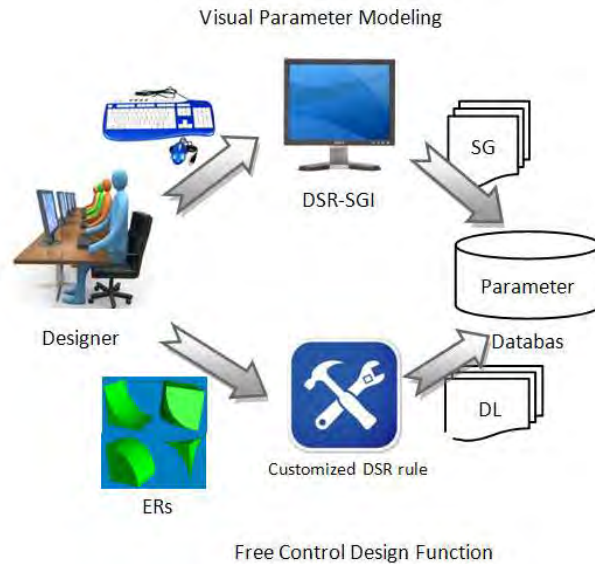 Visual Parameter Modeling
SG
DSR-SGI
Parameter
Designer
Databas
DL
Customized DSR rule
ERs
Free Control Design Function